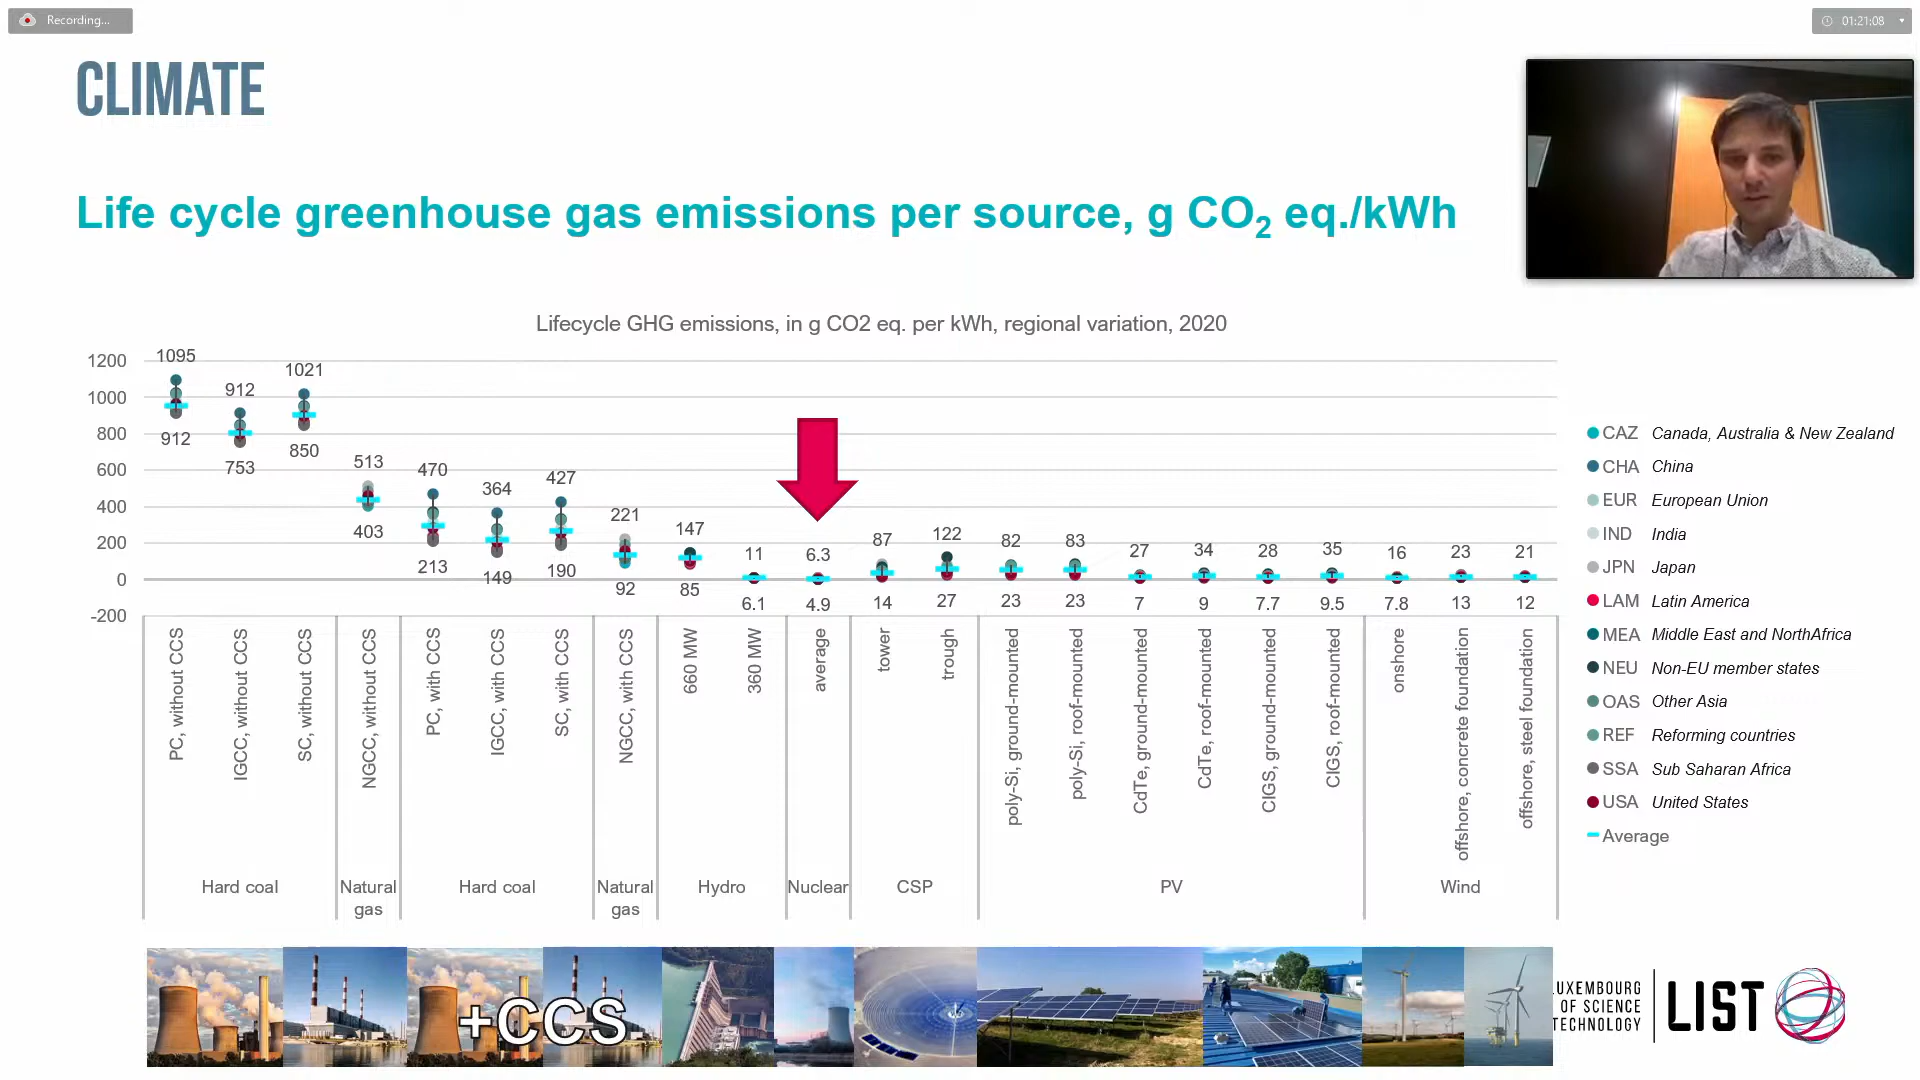 Recording...
01:21:08
CLIMATE
Life cycle greenhouse gas emissions per source, g CO2 eq./kWh
Lifecycle GHG emissions, in g CO2 eq. per kWh, regional variation, 2020
1200
1000
800
600
400
200
0
-200
1095
912
912
753
1021
850
513
403
470
213
364
149
427
190
221
92
147
85
11
6.1
6.3
4.9
87
14
122
27
82
23
83
23
27
7
34
9
28
7.7
35
9.5
16
7.8
23
13
21
12
PC, without CCS
IGCC, without CCS
SC, without CCS
NGCC, without CCS
PC, with CCS
IGCC, with CCS
SC, with CCS
NGCC, with CCS
660 MW
360 MW
average
tower
trough
poly-Si, ground-mounted
poly-Si, roof-mounted
CdTe, ground-mounted
CdTe, roof-mounted
CIGS, ground-mounted
CIGS, roof-mounted
onshore
offshore, concrete foundation
offshore, steel foundation
Hard coal
Natural gas
Hard coal
Natural gas
Hydro
Nuclear
CSP
PV
Wind
CAZ Canada, Australia & New Zealand
CHA China
EUR European Union
IND India
JPN Japan
LAM Latin America
MEA Middle East and NorthAfrica
NEU Non-EU member states
OAS Other Asia
REF Reforming countries
SSA Sub Saharan Africa
USA United States
Average
+CCS
UXEMBOURG
OF SCIENCE
TECHNOLOGY
LIST